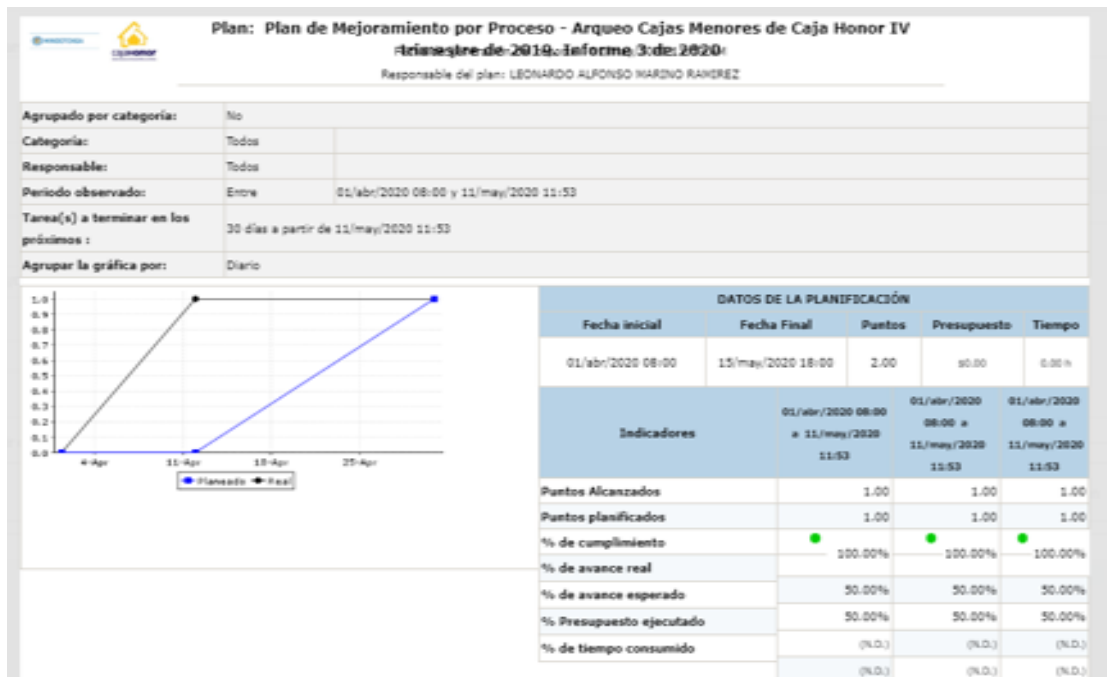 MINDEFENSA
CAJAHONOR
Plan: Plan de Mejoramiento por Proceso - Arqueo Cajas Menores de Caja Honor IV
trimestre de 2019. Informe 3 de 2020
Responsable del plan: LEONARDO ALFONSO MARINO RAMIREZ
Agrupado por categoría: No
Categoría: Todos
Responsable: Todos
Periodo observado: Entre 01/abr/2020 08:00 y 11/may/2020 11:53
Tarea(s) a terminar en los
próximos : 30 días a partir de 11/may/2020 11:53
Agrupar la gráfica por: Diario
1.0
0.9
0.8
0.7
0.6
0.5
0.4
0.3
0.2
0.1
0.0
4-Apr 11-Apr 18-Apr 25-Apr
Planeado Real
DATOS DE LA PLANIFICACIÓN
Fecha inicial Fecha Final Puntos Presupuesto Tiempo
01/abr/2020 08:00 15/may/2020 18:00 2.00 $0.00 0.00 h
Indicadores
01/abr/2020 08:00
a 11/may/2020
11:53
01/abr/2020
08:00 a
11/may/2020
11:53
01/abr/2020
08:00 a
11/may/2020
11:53
Puntos Alcanzados 1.00 1.00 1.00
Puntos planificados 1.00 1.00 1.00
% de cumplimiento 100.00% 100.00% 100.00%
% de avance real 50.00% 50.00% 50.00%
% de avance esperado 50.00% 50.00% 50.00%
% Presupuesto ejecutado (N.D.) (N.D.) (N.D.)
% de tiempo consumido (N.D.) (N.D.) (N.D.)